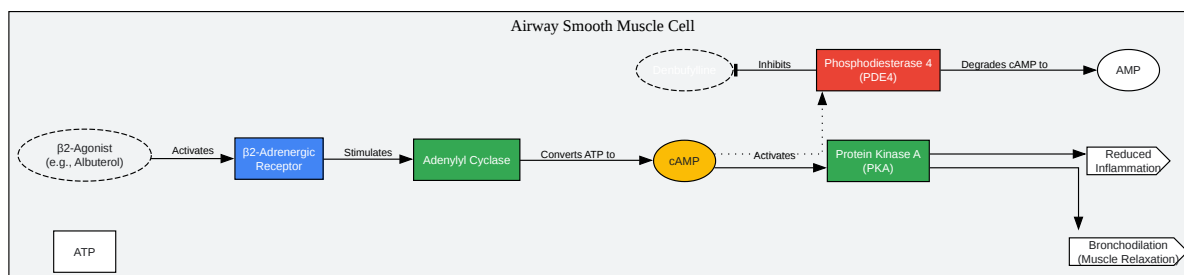 Airway Smooth Muscle Cell
Denbufylline
Inhibits
Phosphodiesterase 4
(PDE4)
Degrades cAMP to
AMP
β2-Agonist
(e.g., Albuterol)
Activates
β2-Adrenergic
Receptor
Stimulates
Adenylyl Cyclase
Converts ATP to
cAMP
Activates
Protein Kinase A
(PKA)
Reduced
Inflammation
ATP
Bronchodilation
(Muscle Relaxation)